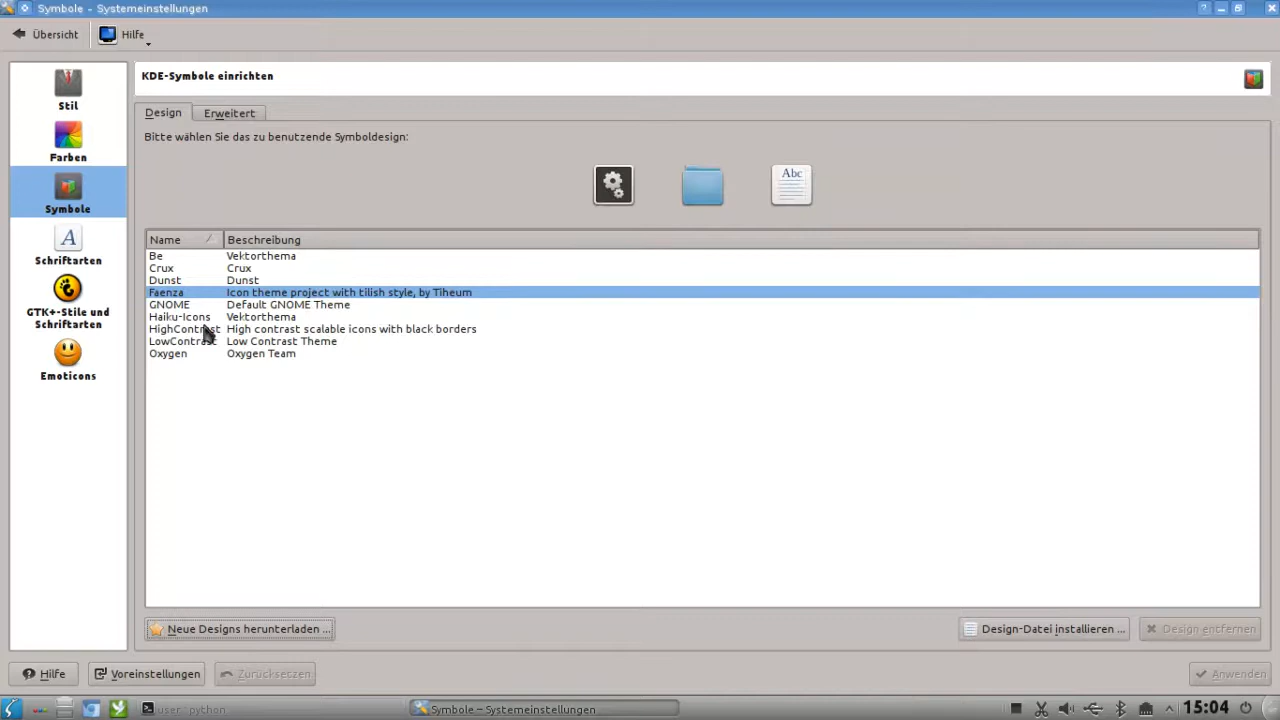 Symbole - Systemeinstellungen
Übersicht
Hilfe
Stil
Farben
Symbole
Schriftarten
GTK+-Stile und
Schriftarten
Emoticons
KDE-Symbole einrichten
Design
Erweitert
Bitte wählen Sie das zu benutzende Symboldesign:
Abc
Name Beschreibung
Be Vektorthema
Crux Crux
Dunst Dunst
Faenza Icon theme project with tilish style, by Tiheum
GNOME Default GNOME Theme
Haiku-Icons Vektorthema
HighContrast High contrast scalable icons with black borders
LowContrast Low Contrast Theme
Oxygen Oxygen Team
Neue Designs herunterladen ...
Design-Datei installieren ...
Design entfernen
Hilfe
Voreinstellungen
Zurücksetzen
Anwenden
user : python
Symbole – Systemeinstellungen
15:04